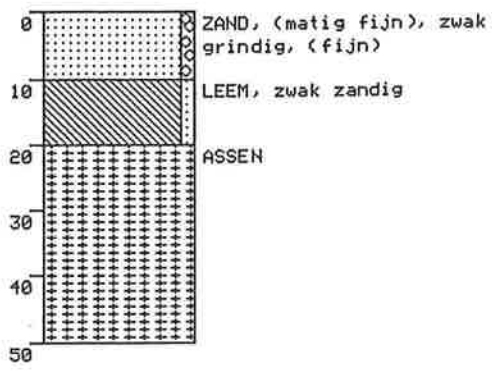 0
ZAND, (matig fijn), zwak
grindig, (fijn)
10
LEEM, zwak zandig
20
ASSEN
30
40
50